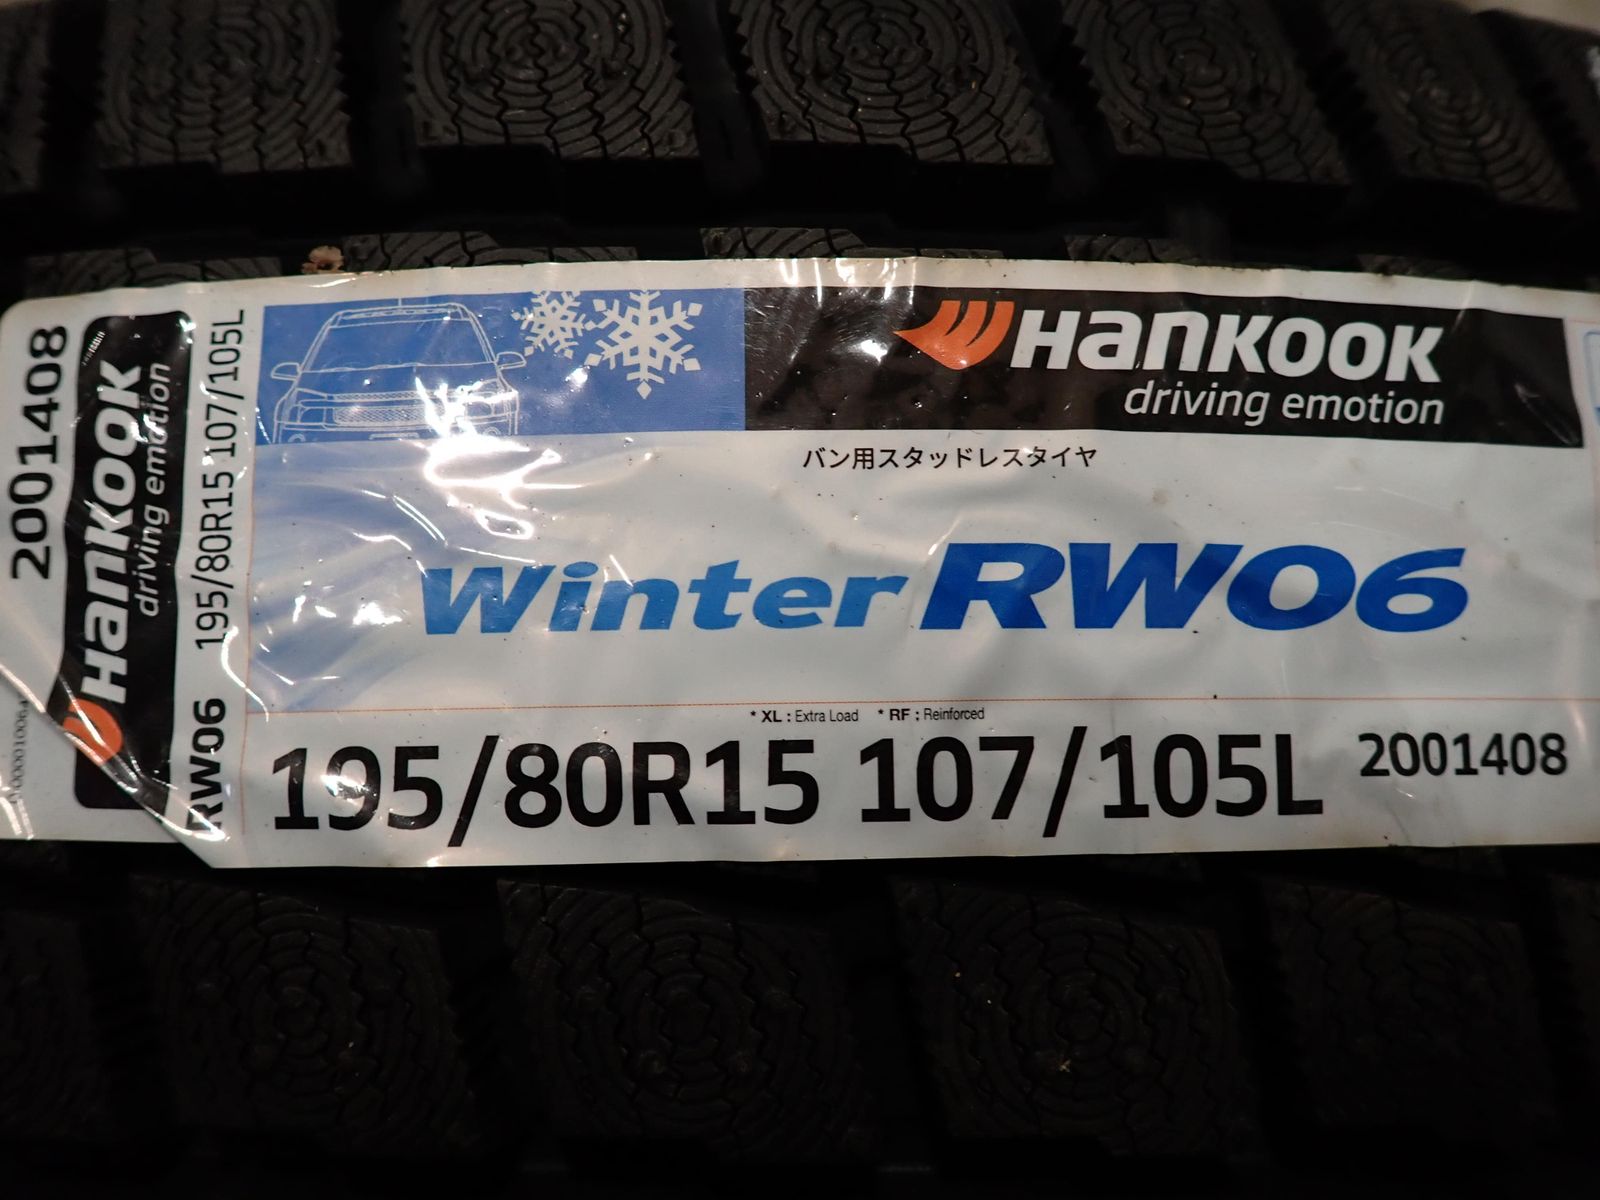 2001408
Hankook
driving emotion
RW06 195/80R15 107/105L
Hankook
driving emotion
バン用スタッドレスタイヤ
Winter RW06
* XL : Extra Load * RF : Reinforced
195/80R15 107/105L 2001408